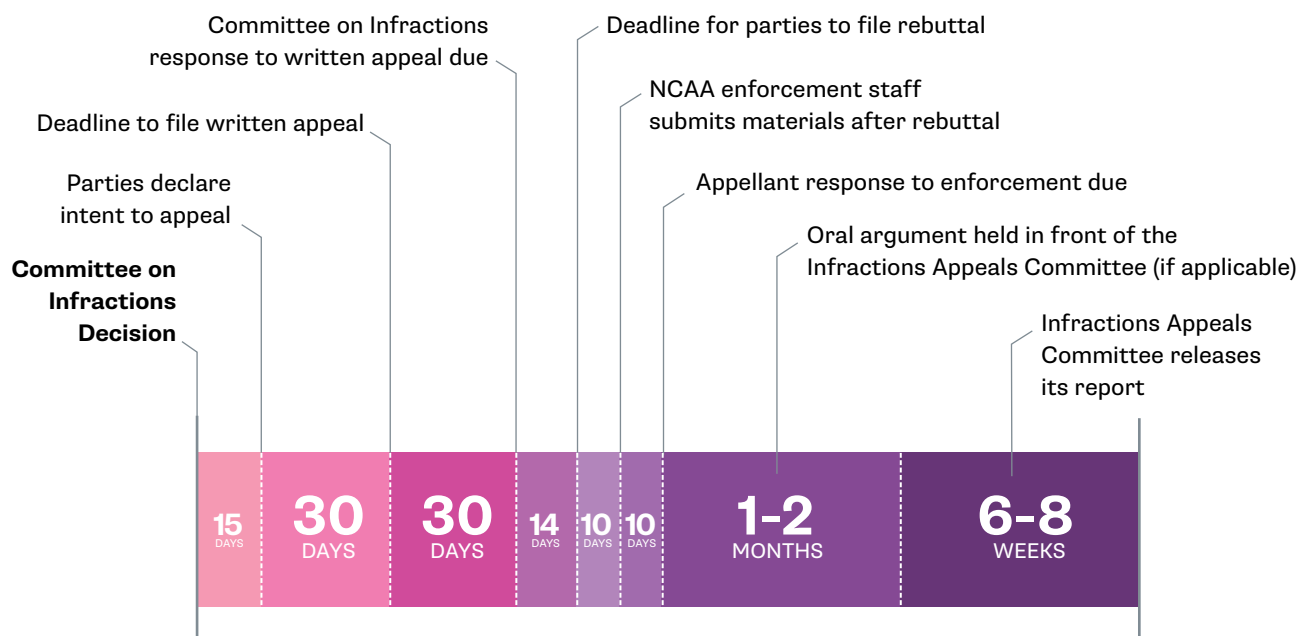 Committee on Infractions
response to written appeal due
Deadline for parties to file rebuttal
NCAA enforcement staff
submits materials after rebuttal
Deadline to file written appeal
Parties declare
intent to appeal
Appellant response to enforcement due
Oral argument held in front of the
Infractions Appeals Committee (if applicable)
Committee on
Infractions
Decision
Infractions Appeals
Committee releases
its report
15
DAYS
30
DAYS
30
DAYS
14
DAYS
10
DAYS
10
DAYS
1-2
MONTHS
6-8
WEEKS